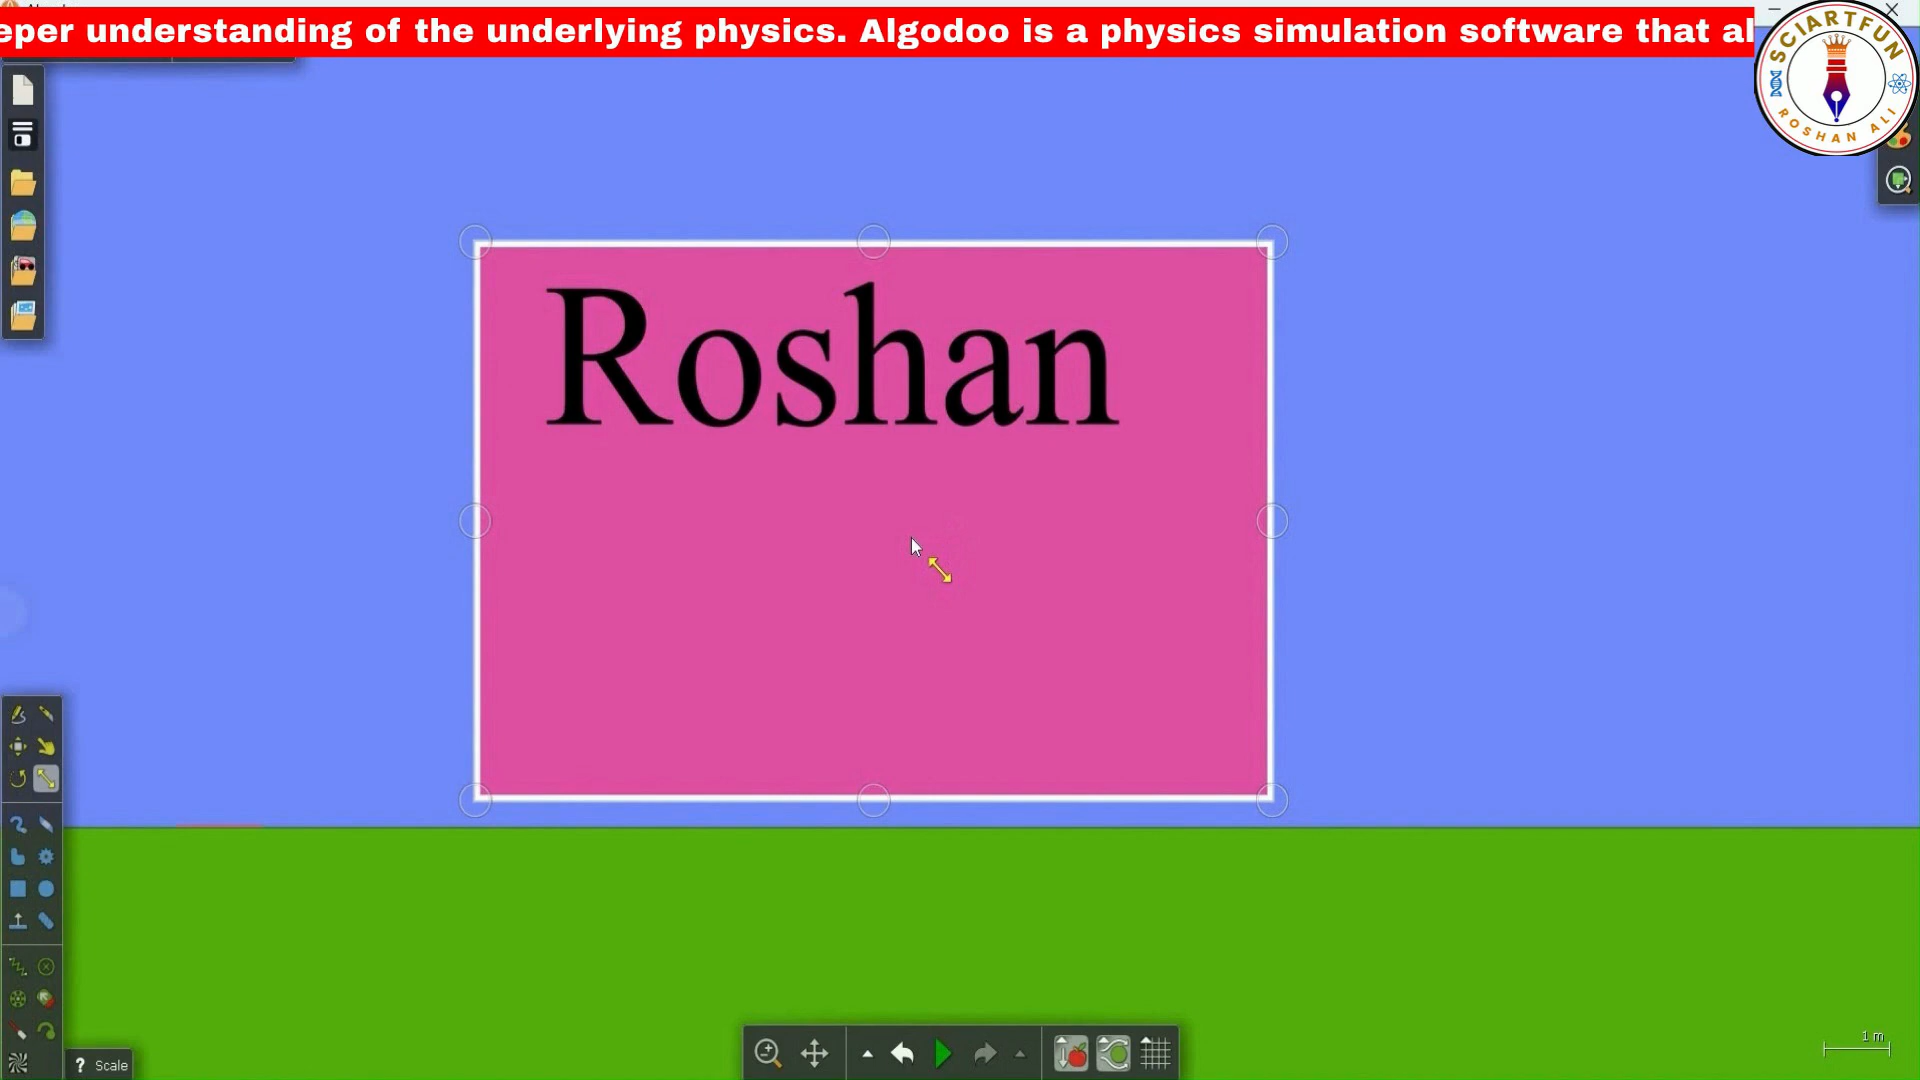 eper understanding of the underlying physics. Algodoo is a physics simulation software that al
SCIARTFUN
ROSHAN ALI
Roshan
? Scale
1 m